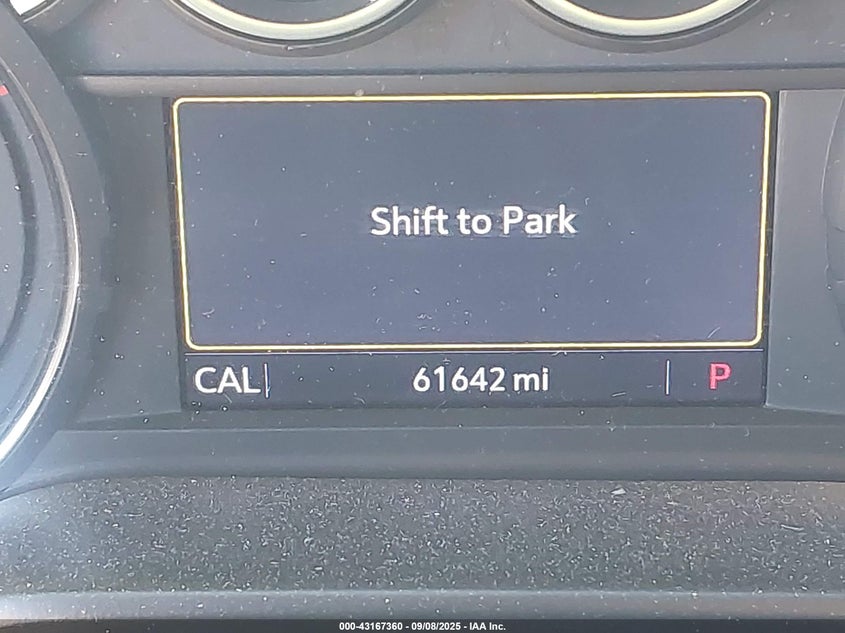 Shift to Park
CAL 61642 mi P
000-43167360 - 09/08/2025 - IAA Inc.